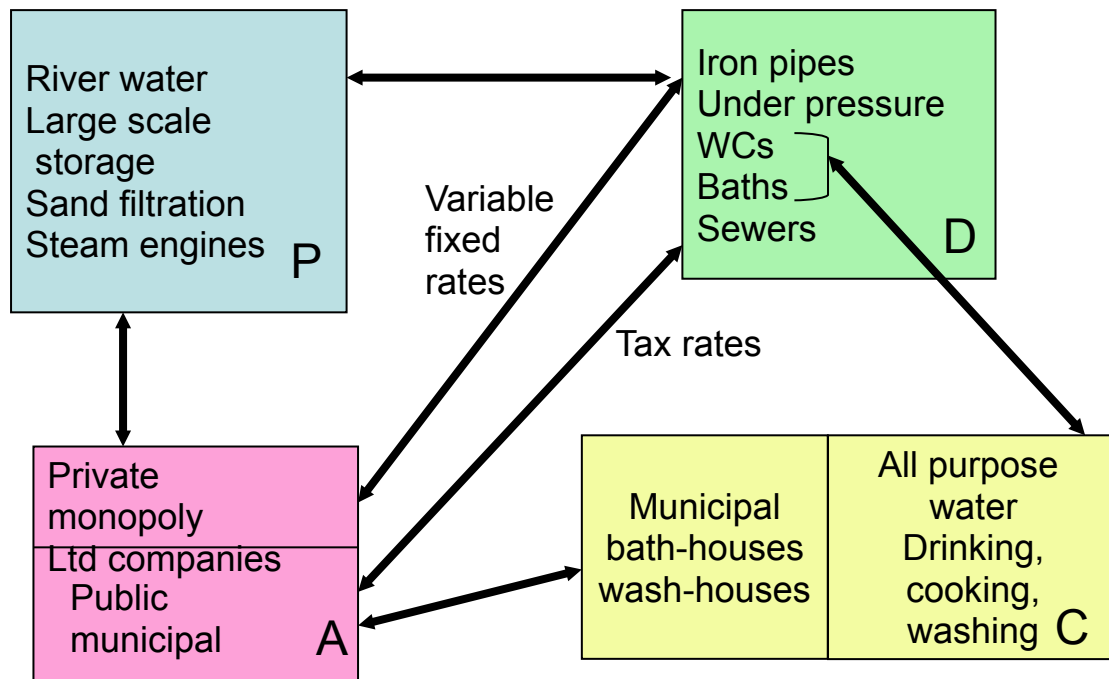 River water
Large scale
storage
Sand filtration
Steam engines
P
Iron pipes
Under pressure
WCs
Baths
Sewers
D
Variable
fixed
rates
Tax rates
Private
monopoly
Ltd companies
Public
municipal
A
Municipal
bath-houses
wash-houses
All purpose
water
Drinking,
cooking,
washing
C